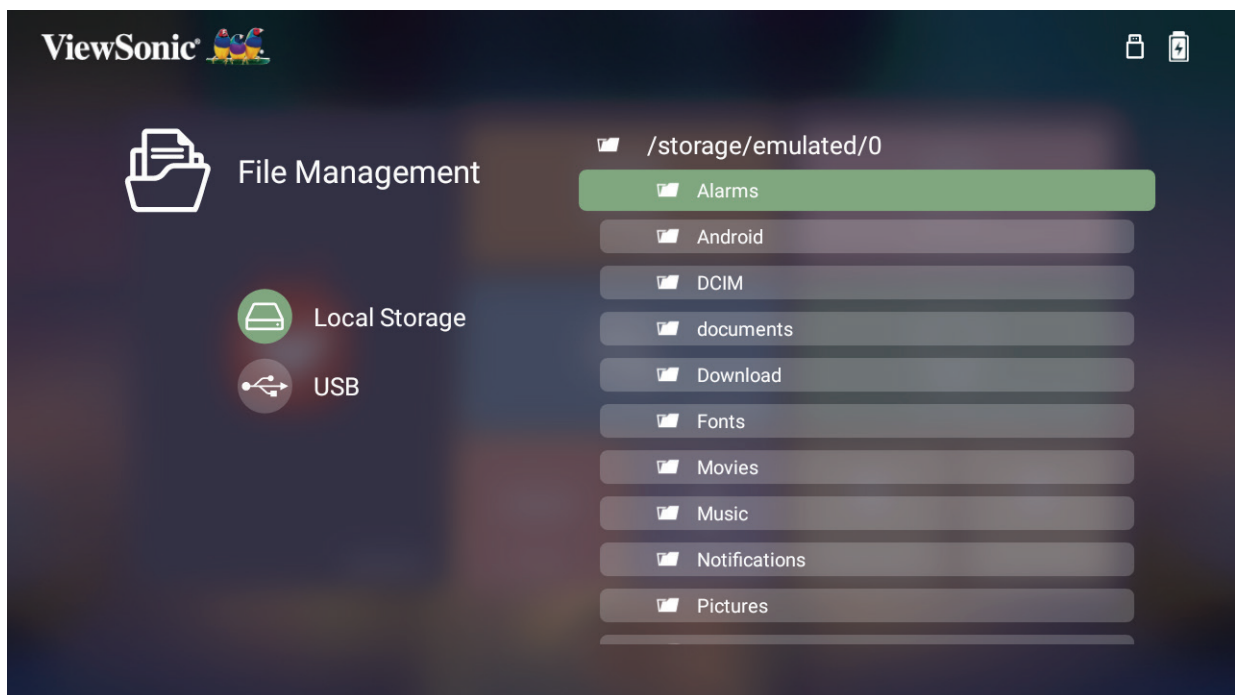 ViewSonic®
File Management
Local Storage
USB
/storage/emulated/0
Alarms
Android
DCIM
documents
Download
Fonts
Movies
Music
Notifications
Pictures